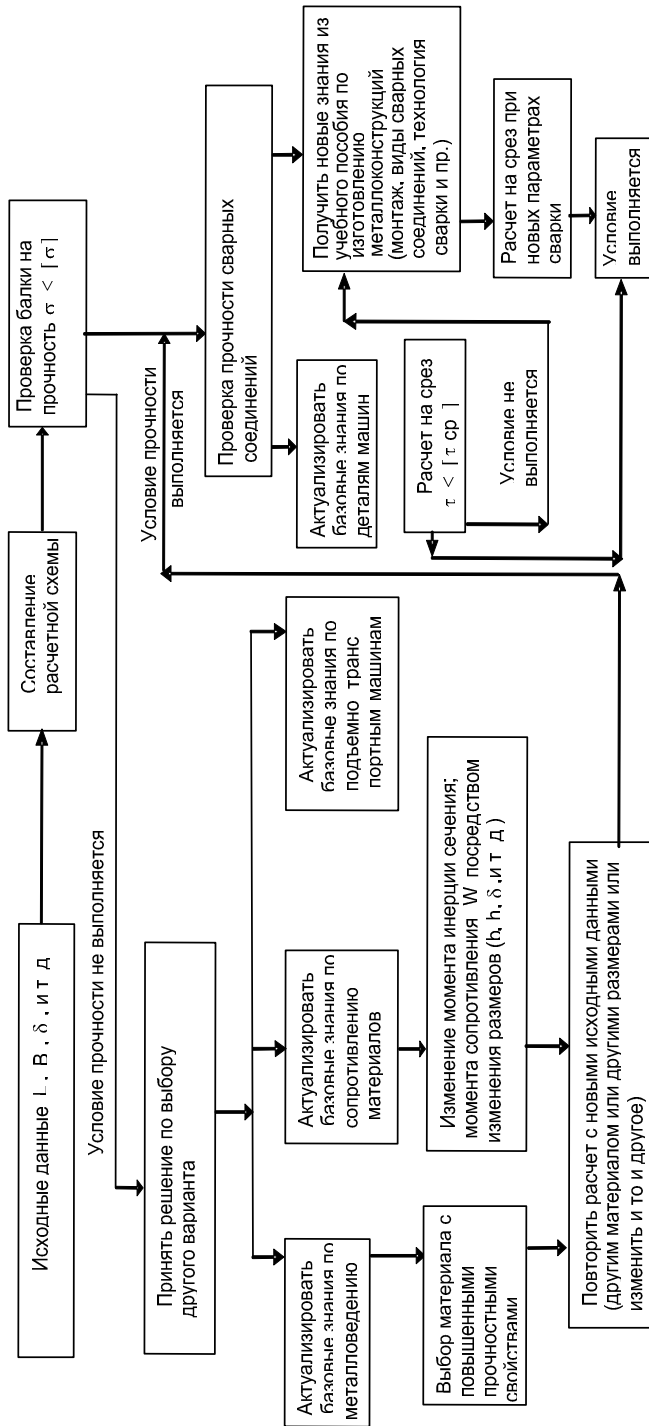 Исходные данные L, B, δ, и т д
Составление
расчетной схемы
Проверка балки на
прочность σ < [σ]
Условие прочности не выполняется
Условие прочности
выполняется
Принять решение по выбору
другого варианта
Проверка прочности сварных
соединений
Актуализировать
базовые знания по
металловедению
Актуализировать
базовые знания по
сопротивлению
материалов
Актуализировать
базовые знания по
подъемно транс
портным машинам
Актуализировать
базовые знания по
деталям машин
Получить новые знания из
учебного пособия по
изготовлению
металлоконструкций
(монтаж, виды сварных
соединений, технология
сварки и пр.)
Выбор материала с
повышенными
прочностными
свойствами
Изменение момента инерции сечения;
момента сопротивления W посредством
изменения размеров (b, h, δ, и т д )
Расчет на срез
τ < [τ ср ]
Условие не
выполняется
Расчет на срез при
новых параметрах
сварки
Повторить расчет с новыми исходными данными
(другим материалом или другими размерами или
изменить и то и другое)
Условие
выполняется